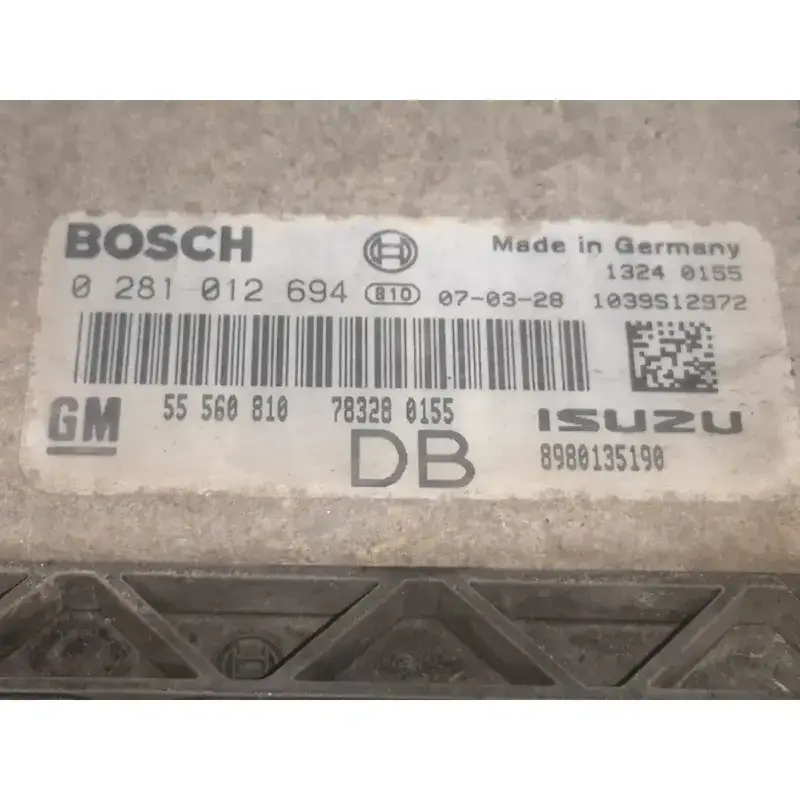 BOSCH
Made in Germany
1324 0155
0 281 012 694 810 07-03-28 1039S12972
GM 55 560 810 78328 0155 ISUZU
DB 8980135190